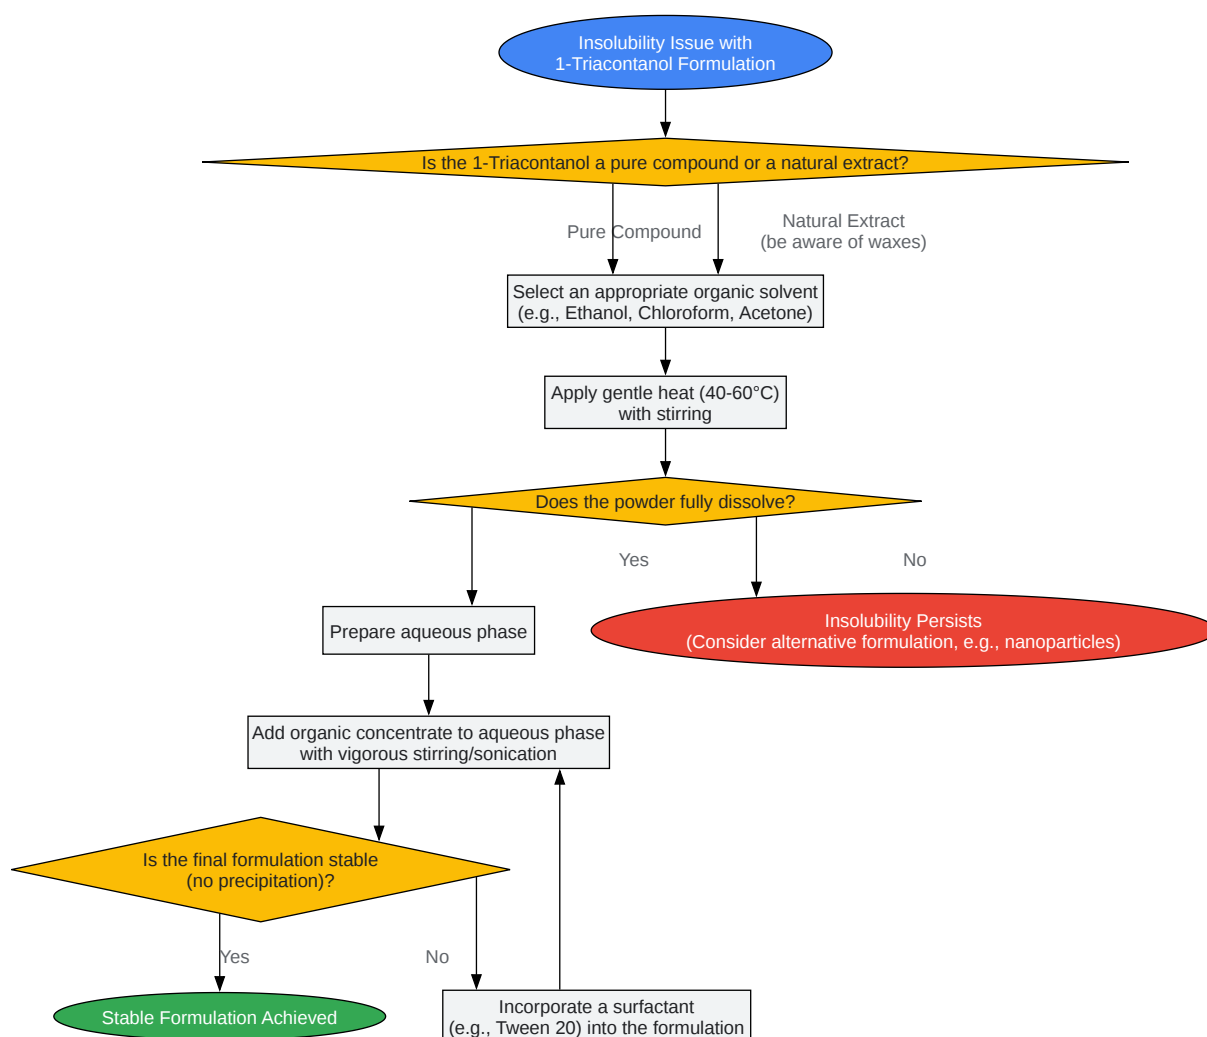 Insolubility Issue with
1-Triacontanol Formulation
Is the 1-Triacontanol a pure compound or a natural extract?
Pure Compound
Natural Extract
(be aware of waxes)
Select an appropriate organic solvent
(e.g., Ethanol, Chloroform, Acetone)
Apply gentle heat (40-60°C)
with stirring
Does the powder fully dissolve?
Yes
No
Prepare aqueous phase
Insolubility Persists
(Consider alternative formulation, e.g., nanoparticles)
Add organic concentrate to aqueous phase
with vigorous stirring/sonication
Is the final formulation stable
(no precipitation)?
Yes
No
Stable Formulation Achieved
Incorporate a surfactant
(e.g., Tween 20) into the formulation